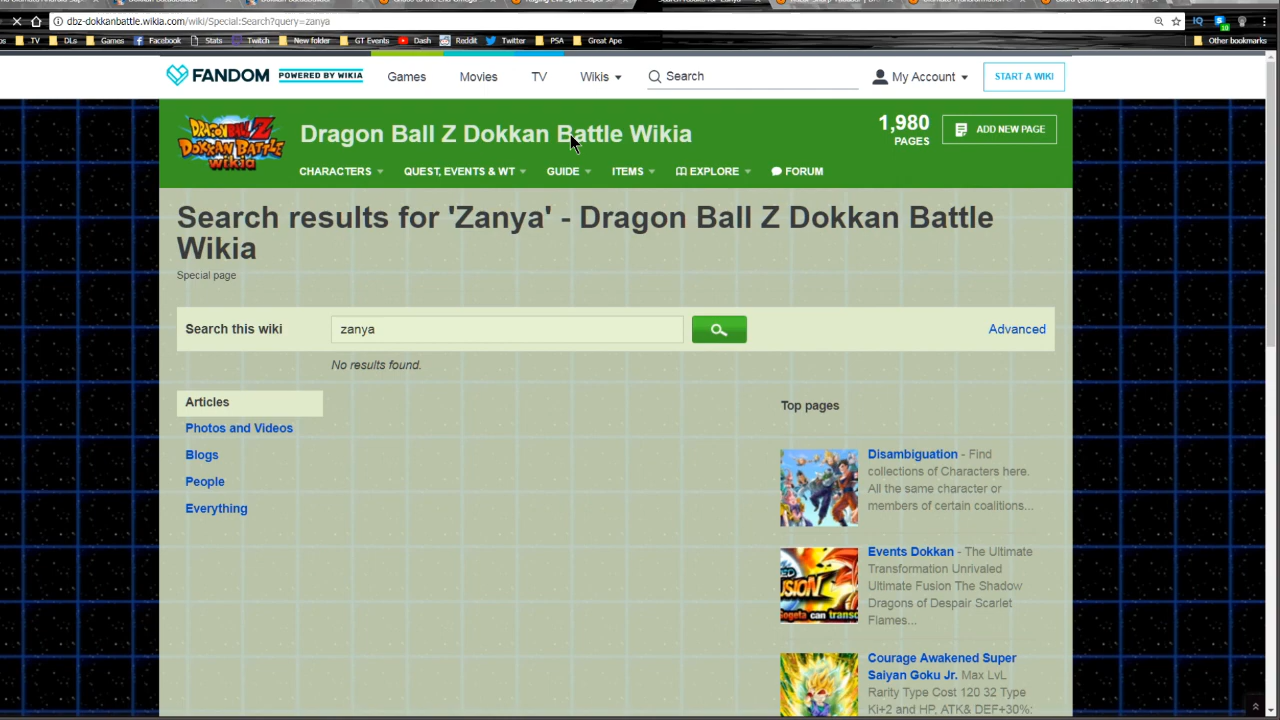 dbz-dokkanbattle.wikia.com/wiki/Special:Search?query=zanya
TV DLs Games Facebook Stats Twitch New folder GT Events Dash Reddit Twitter PSA Great Ape Other bookmarks
FANDOM POWERED BY WIKIA Games Movies TV Wikis Search My Account START A WIKI
DRAGON BALL Z DOKKAN BATTLE wikia
Dragon Ball Z Dokkan Battle Wikia
1,980 PAGES
ADD NEW PAGE
CHARACTERS QUEST, EVENTS & WT GUIDE ITEMS EXPLORE FORUM
Search results for 'Zanya' - Dragon Ball Z Dokkan Battle
Wikia
Special page
Search this wiki zanya Advanced
No results found.
Articles
Photos and Videos
Blogs
People
Everything
Top pages
Disambiguation - Find
collections of Characters here.
All the same character or
members of certain coalitions...
Events Dokkan - The Ultimate
Transformation Unrivaled
Ultimate Fusion The Shadow
Dragons of Despair Scarlet
Flames...
Courage Awakened Super
Saiyan Goku Jr. Max LvL
Rarity Type Cost 120 32 Type
Ki+2 and HP, ATK& DEF+30%: